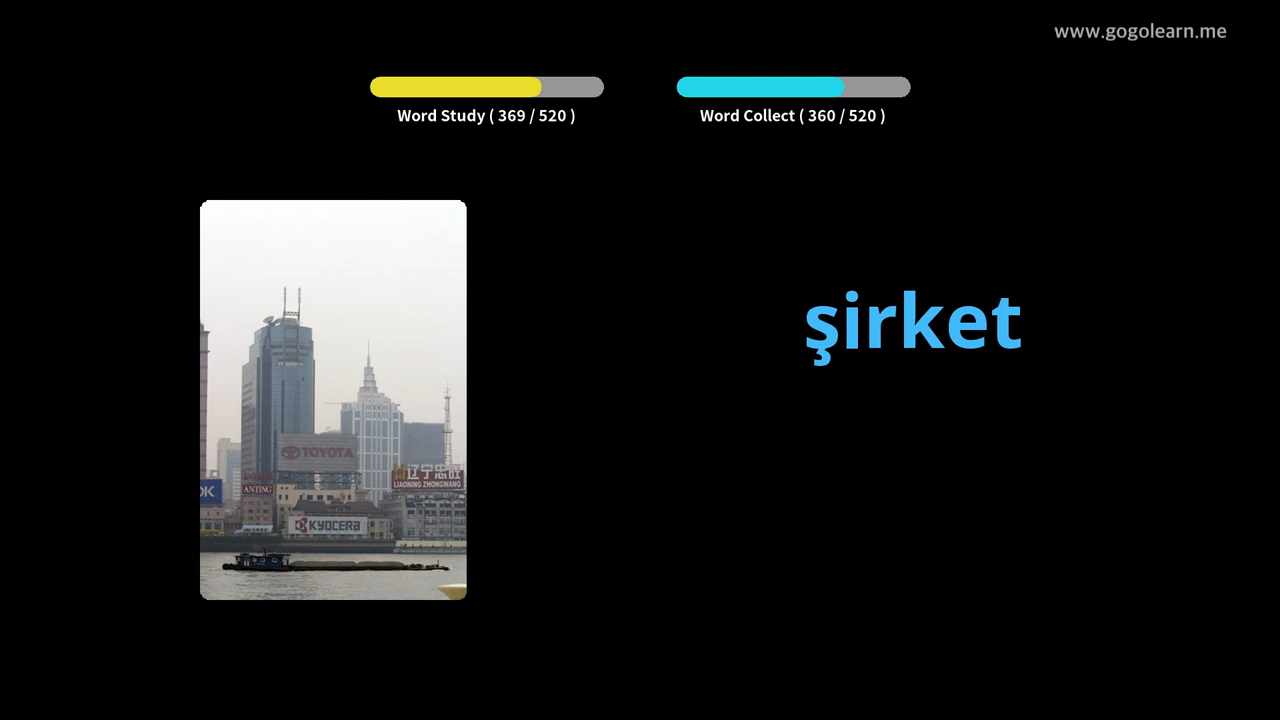 www.gogolearn.me
Word Study ( 369 / 520 )
Word Collect ( 360 / 520 )
şirket
TOYOTA
辽宁忠旺
LIAONING ZHONGWANG
OK
ANTING
KYOCERA